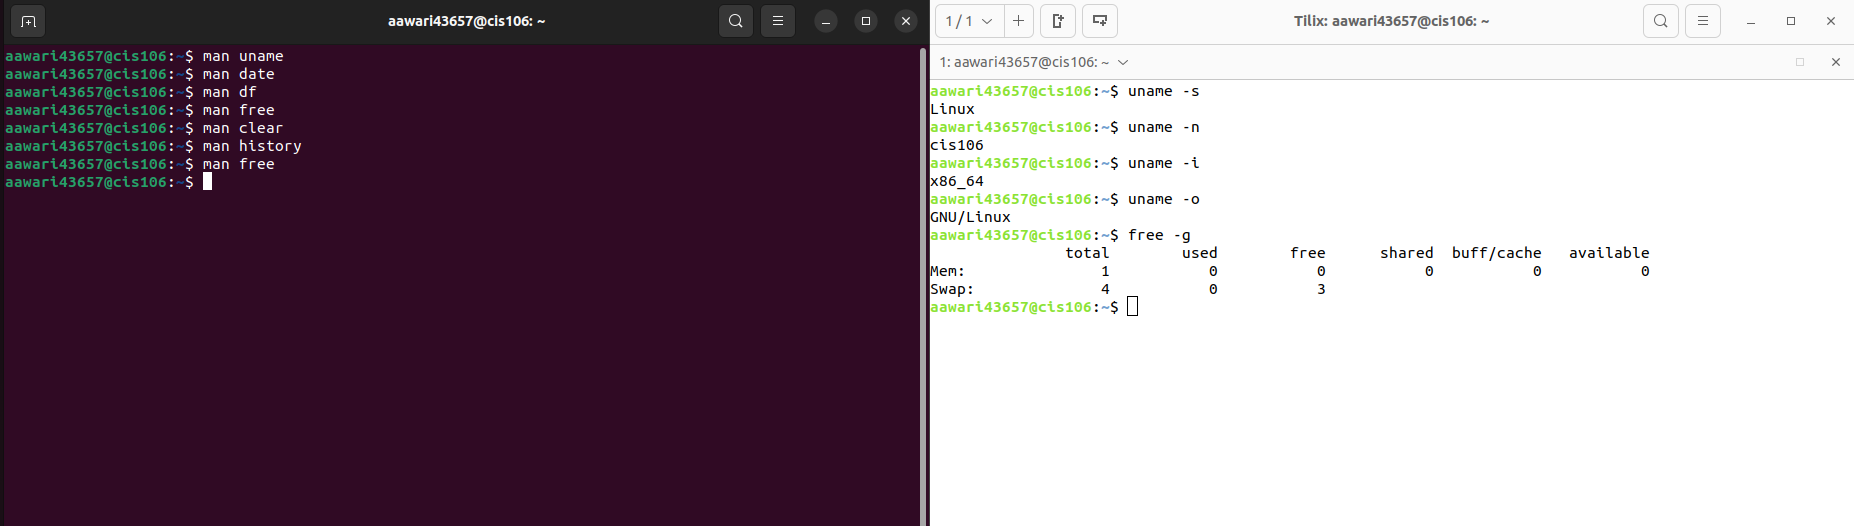 aawari43657@cis106: ~
aawari43657@cis106:~$ man uname
aawari43657@cis106:~$ man date
aawari43657@cis106:~$ man df
aawari43657@cis106:~$ man free
aawari43657@cis106:~$ man clear
aawari43657@cis106:~$ man history
aawari43657@cis106:~$ man free
aawari43657@cis106:~$
1 / 1
Tilix: aawari43657@cis106: ~
1: aawari43657@cis106: ~
aawari43657@cis106:~$ uname -s
Linux
aawari43657@cis106:~$ uname -n
cis106
aawari43657@cis106:~$ uname -i
x86_64
aawari43657@cis106:~$ uname -o
GNU/Linux
aawari43657@cis106:~$ free -g
total used free shared buff/cache available
Mem: 1 0 0 0 0 0
Swap: 4 0 3
aawari43657@cis106:~$